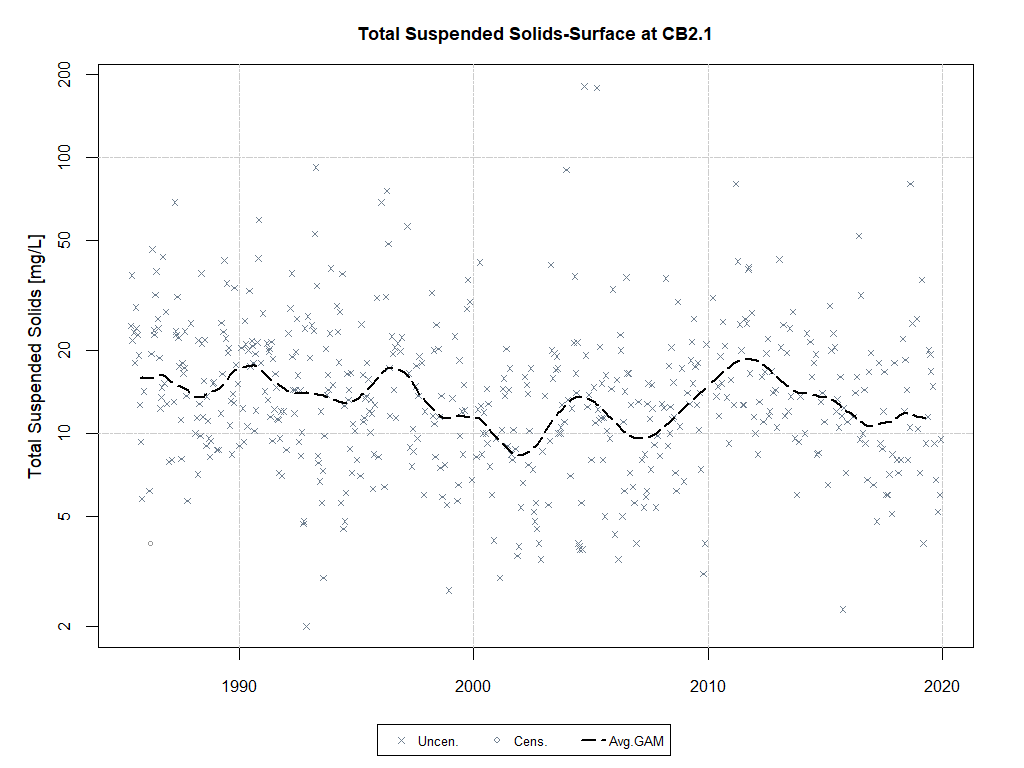 Total Suspended Solids-Surface at CB2.1
Total Suspended Solids [mg/L]
200
100
50
20
10
5
2
1990 2000 2010 2020
Uncen. Cens. Avg.GAM